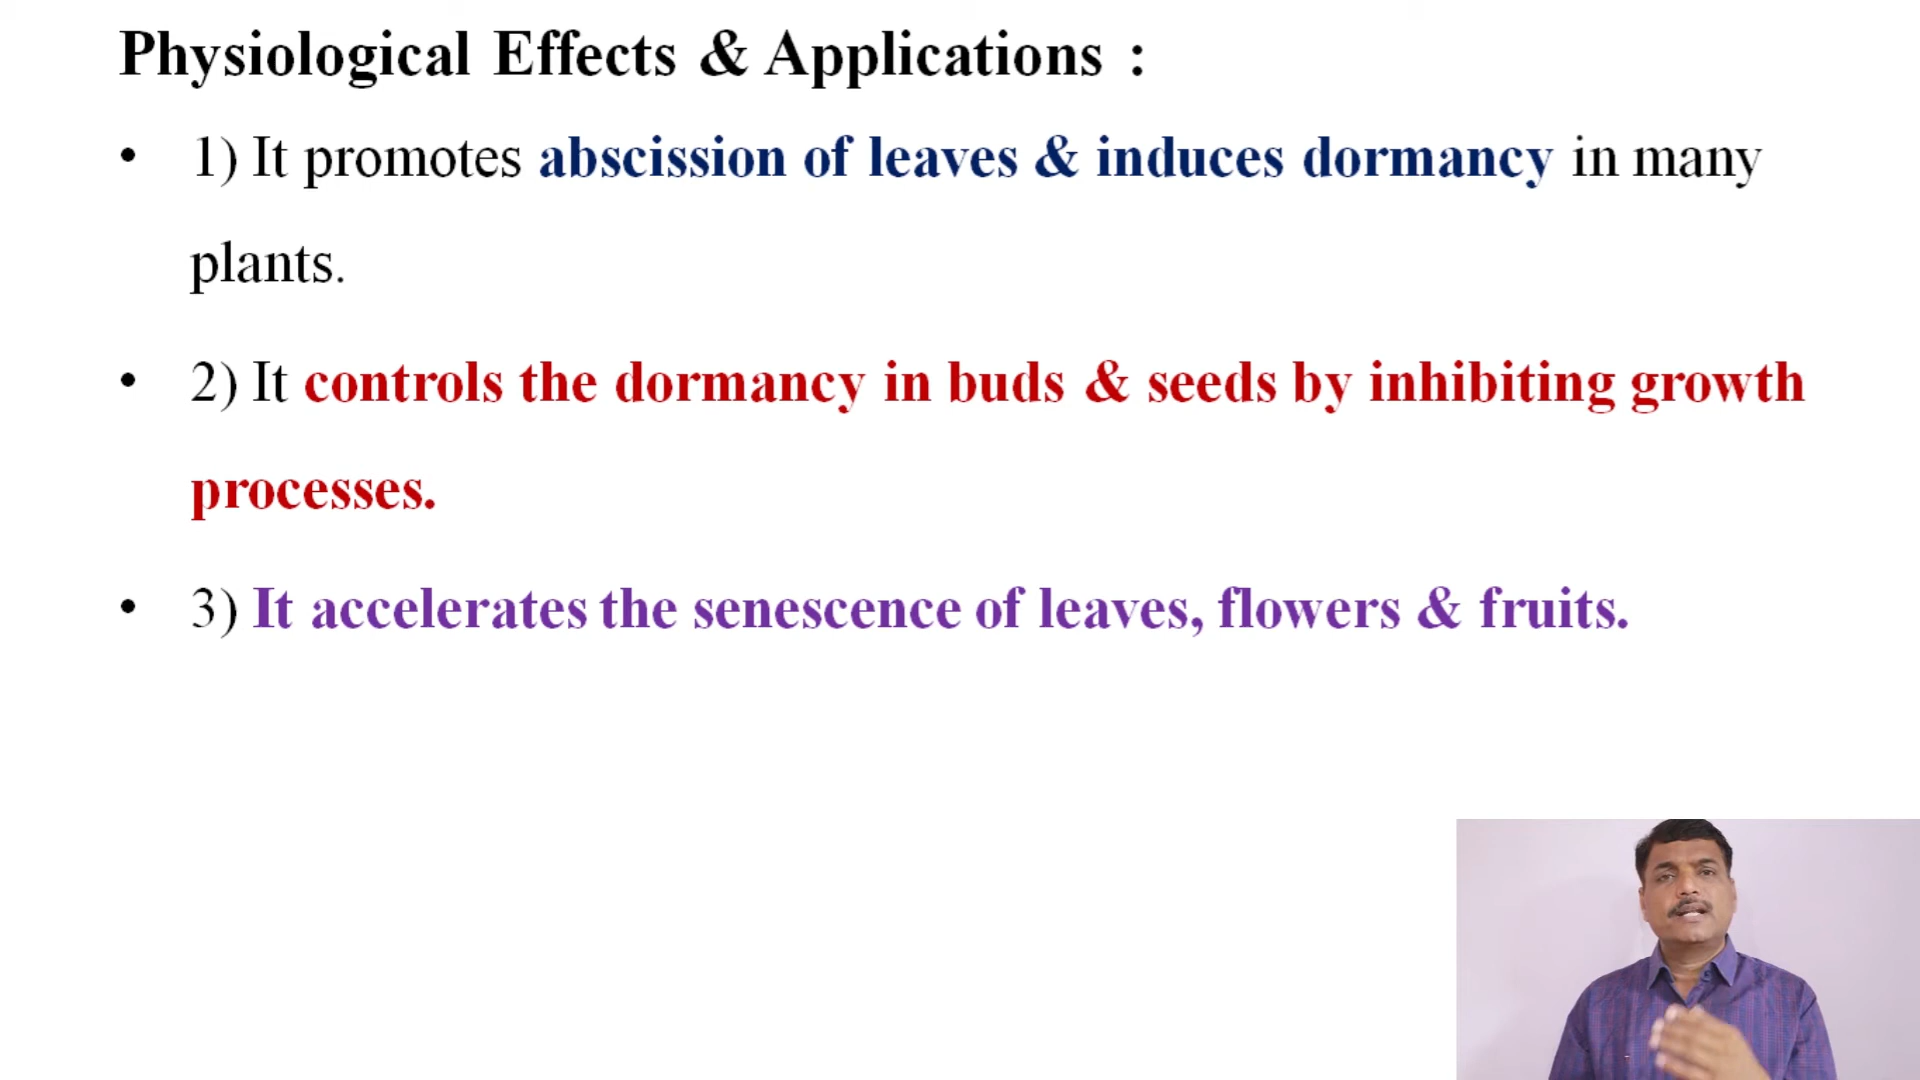 Physiological Effects & Applications :
• 1) It promotes abscission of leaves & induces dormancy in many
plants.
• 2) It controls the dormancy in buds & seeds by inhibiting growth
processes.
• 3) It accelerates the senescence of leaves, flowers & fruits.